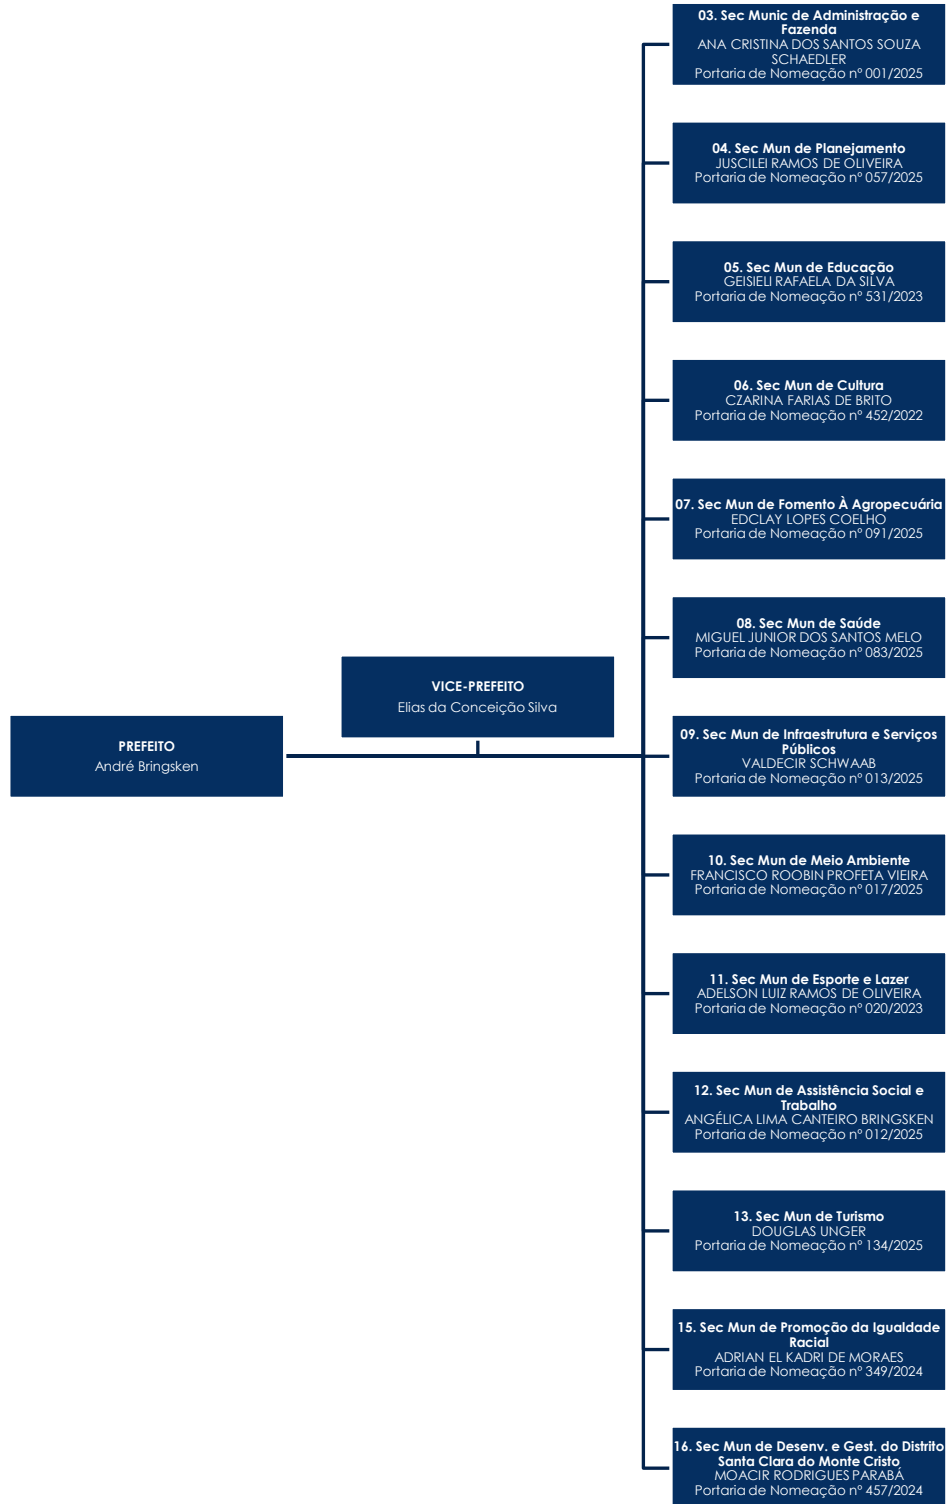 03. Sec Munic de Administração e
Fazenda
ANA CRISTINA DOS SANTOS SOUZA
SCHAEDLER
Portaria de Nomeação nº 001/2025
04. Sec Mun de Planejamento
JUSCILEI RAMOS DE OLIVEIRA
Portaria de Nomeação nº 057/2025
05. Sec Mun de Educação
GEISIELI RAFAELA DA SILVA
Portaria de Nomeação nº 531/2023
06. Sec Mun de Cultura
CZARINA FARIAS DE BRITO
Portaria de Nomeação nº 452/2022
07. Sec Mun de Fomento À Agropecuária
EDCLAY LOPES COELHO
Portaria de Nomeação nº 091/2025
08. Sec Mun de Saúde
MIGUEL JUNIOR DOS SANTOS MELO
Portaria de Nomeação nº 083/2025
VICE-PREFEITO
Elias da Conceição Silva
PREFEITO
André Bringsken
09. Sec Mun de Infraestrutura e Serviços
Públicos
VALDECIR SCHWAAB
Portaria de Nomeação nº 013/2025
10. Sec Mun de Meio Ambiente
FRANCISCO ROOBIN PROFETA VIEIRA
Portaria de Nomeação nº 017/2025
11. Sec Mun de Esporte e Lazer
ADELSON LUIZ RAMOS DE OLIVEIRA
Portaria de Nomeação nº 020/2023
12. Sec Mun de Assistência Social e
Trabalho
ANGÉLICA LIMA CANTEIRO BRINGSKEN
Portaria de Nomeação nº 012/2025
13. Sec Mun de Turismo
DOUGLAS UNGER
Portaria de Nomeação nº 134/2025
15. Sec Mun de Promoção da Igualdade
Racial
ADRIAN EL KADRI DE MORAES
Portaria de Nomeação nº 349/2024
16. Sec Mun de Desenv. e Gest. do Distrito
Santa Clara do Monte Cristo
MOACIR RODRIGUES PARABÁ
Portaria de Nomeação nº 457/2024